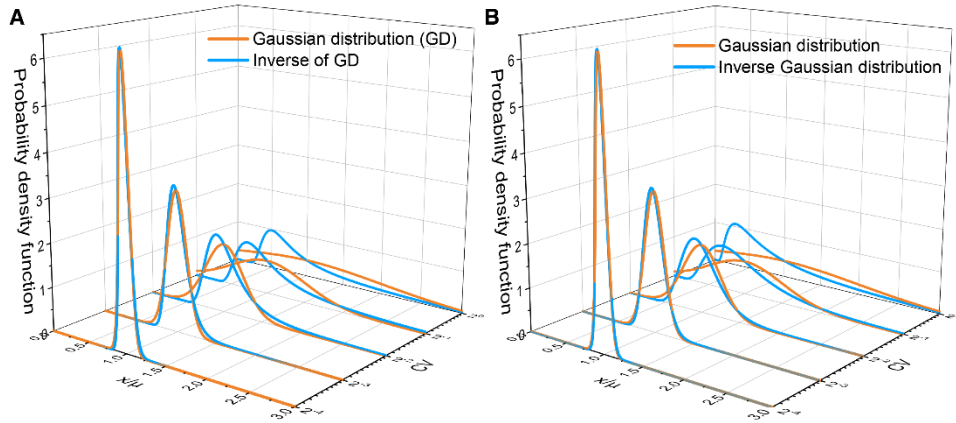 A
Gaussian distribution (GD)
Inverse of GD
Probability density function
6
5
4
3
2
1
0
0.0
0.5
1.0
1.5
2.0
2.5
3.0
x/μ
CV
B
Gaussian distribution
Inverse Gaussian distribution
Probability density function
6
5
4
3
2
1
0
0.0
0.5
1.0
1.5
2.0
2.5
3.0
x/μ
CV